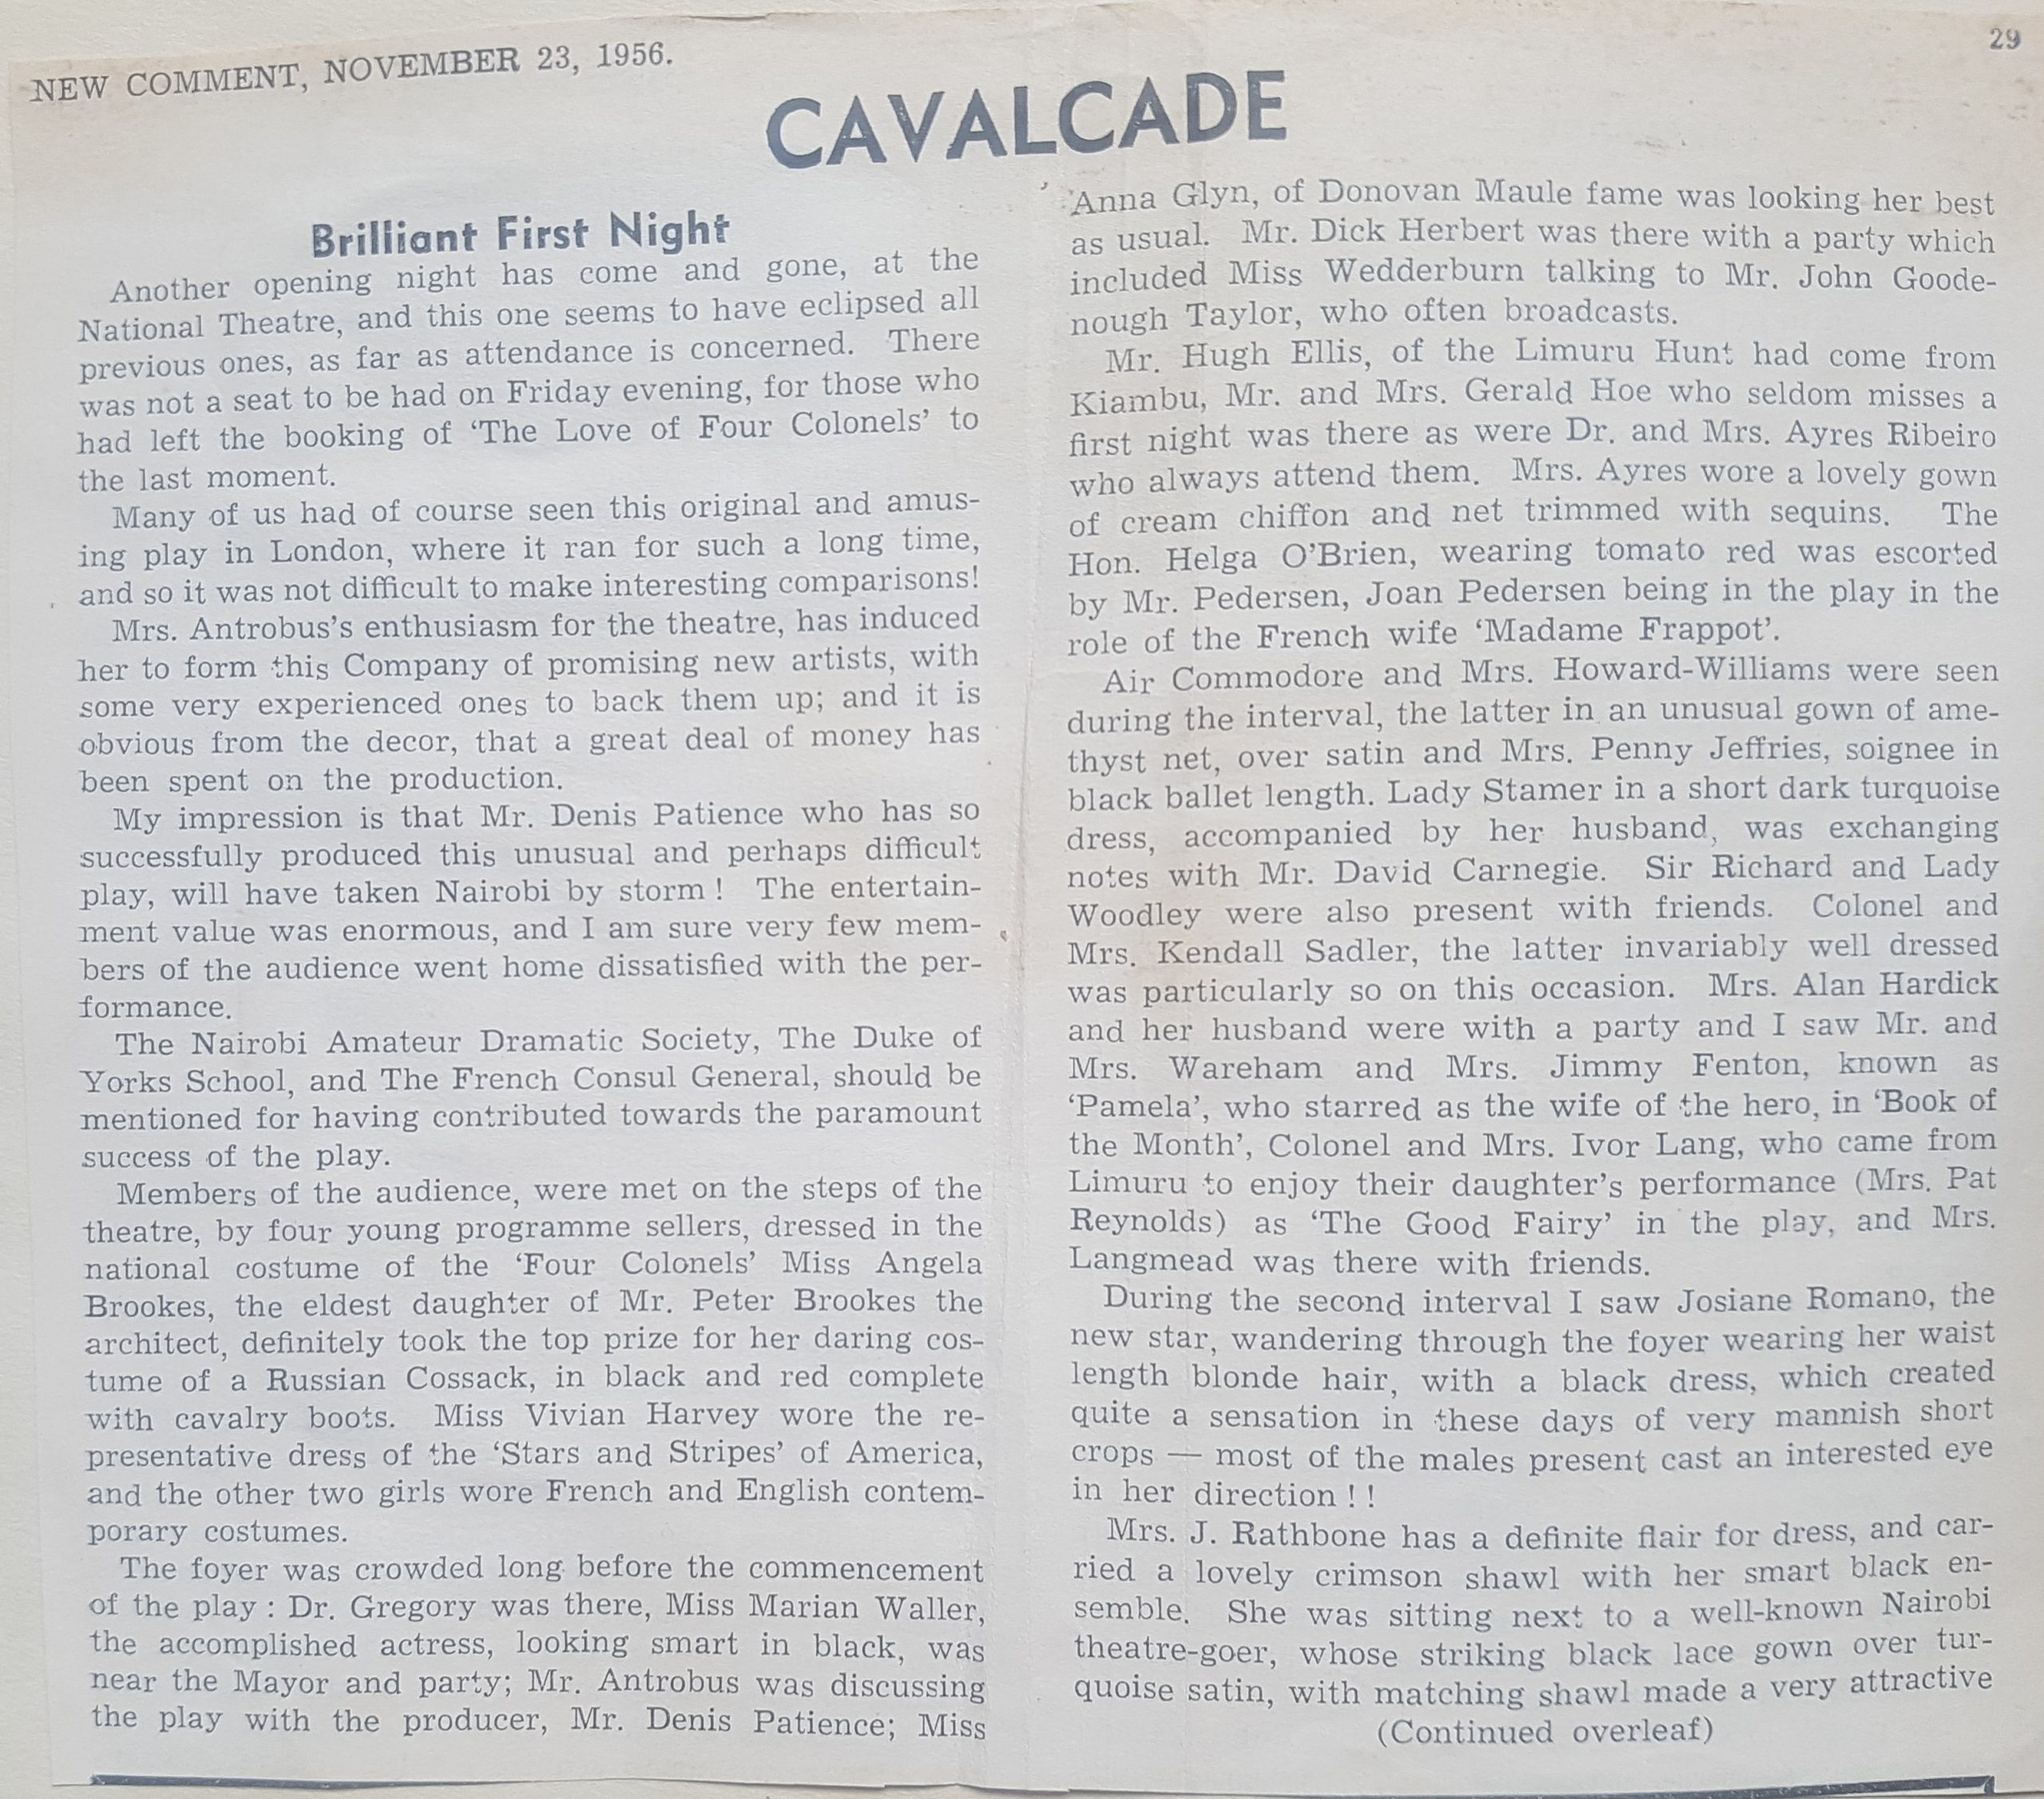 NEW COMMENT, NOVEMBER 23, 1956.
29
CAVALCADE
Brilliant First Night
Another opening night has come and gone, at the
National Theatre, and this one seems to have eclipsed all
previous ones, as far as attendance is concerned. There
was not a seat to be had on Friday evening, for those who
had left the booking of ‘The Love of Four Colonels’ to
the last moment.
Many of us had of course seen this original and amus-
ing play in London, where it ran for such a long time,
and so it was not difficult to make interesting comparisons!
Mrs. Antrobus’s enthusiasm for the theatre, has induced
her to form this Company of promising new artists, with
some very experienced ones to back them up; and it is
obvious from the decor, that a great deal of money has
been spent on the production.
My impression is that Mr. Denis Patience who has so
successfully produced this unusual and perhaps difficult
play, will have taken Nairobi by storm ! The entertain-
ment value was enormous, and I am sure very few mem-
bers of the audience went home dissatisfied with the per-
formance.
The Nairobi Amateur Dramatic Society, The Duke of
Yorks School, and The French Consul General, should be
mentioned for having contributed towards the paramount
success of the play.
Members of the audience, were met on the steps of the
theatre, by four young programme sellers, dressed in the
national costume of the ‘Four Colonels’ Miss Angela
Brookes, the eldest daughter of Mr. Peter Brookes the
architect, definitely took the top prize for her daring cos-
tume of a Russian Cossack, in black and red complete
with cavalry boots. Miss Vivian Harvey wore the re-
presentative dress of the ‘Stars and Stripes’ of America,
and the other two girls wore French and English contem-
porary costumes.
The foyer was crowded long before the commencement
of the play : Dr. Gregory was there, Miss Marian Waller,
the accomplished actress, looking smart in black, was
near the Mayor and party; Mr. Antrobus was discussing
the play with the producer, Mr. Denis Patience; Miss
Anna Glyn, of Donovan Maule fame was looking her best
as usual. Mr. Dick Herbert was there with a party which
included Miss Wedderburn talking to Mr. John Goode-
nough Taylor, who often broadcasts.
Mr. Hugh Ellis, of the Limuru Hunt had come from
Kiambu, Mr. and Mrs. Gerald Hoe who seldom misses a
first night was there as were Dr. and Mrs. Ayres Ribeiro
who always attend them. Mrs. Ayres wore a lovely gown
of cream chiffon and net trimmed with sequins. The
Hon. Helga O’Brien, wearing tomato red was escorted
by Mr. Pedersen, Joan Pedersen being in the play in the
role of the French wife ‘Madame Frappot’.
Air Commodore and Mrs. Howard-Williams were seen
during the interval, the latter in an unusual gown of ame-
thyst net, over satin and Mrs. Penny Jeffries, soignee in
black ballet length. Lady Stamer in a short dark turquoise
dress, accompanied by her husband, was exchanging
notes with Mr. David Carnegie. Sir Richard and Lady
Woodley were also present with friends. Colonel and
Mrs. Kendall Sadler, the latter invariably well dressed
was particularly so on this occasion. Mrs. Alan Hardick
and her husband were with a party and I saw Mr. and
Mrs. Wareham and Mrs. Jimmy Fenton, known as
‘Pamela’, who starred as the wife of the hero, in ‘Book of
the Month’, Colonel and Mrs. Ivor Lang, who came from
Limuru to enjoy their daughter’s performance (Mrs. Pat
Reynolds) as ‘The Good Fairy’ in the play, and Mrs.
Langmead was there with friends.
During the second interval I saw Josiane Romano, the
new star, wandering through the foyer wearing her waist
length blonde hair, with a black dress, which created
quite a sensation in these days of very mannish short
crops — most of the males present cast an interested eye
in her direction ! !
Mrs. J. Rathbone has a definite flair for dress, and car-
ried a lovely crimson shawl with her smart black en-
semble. She was sitting next to a well-known Nairobi
theatre-goer, whose striking black lace gown over tur-
quoise satin, with matching shawl made a very attractive
(Continued overleaf)